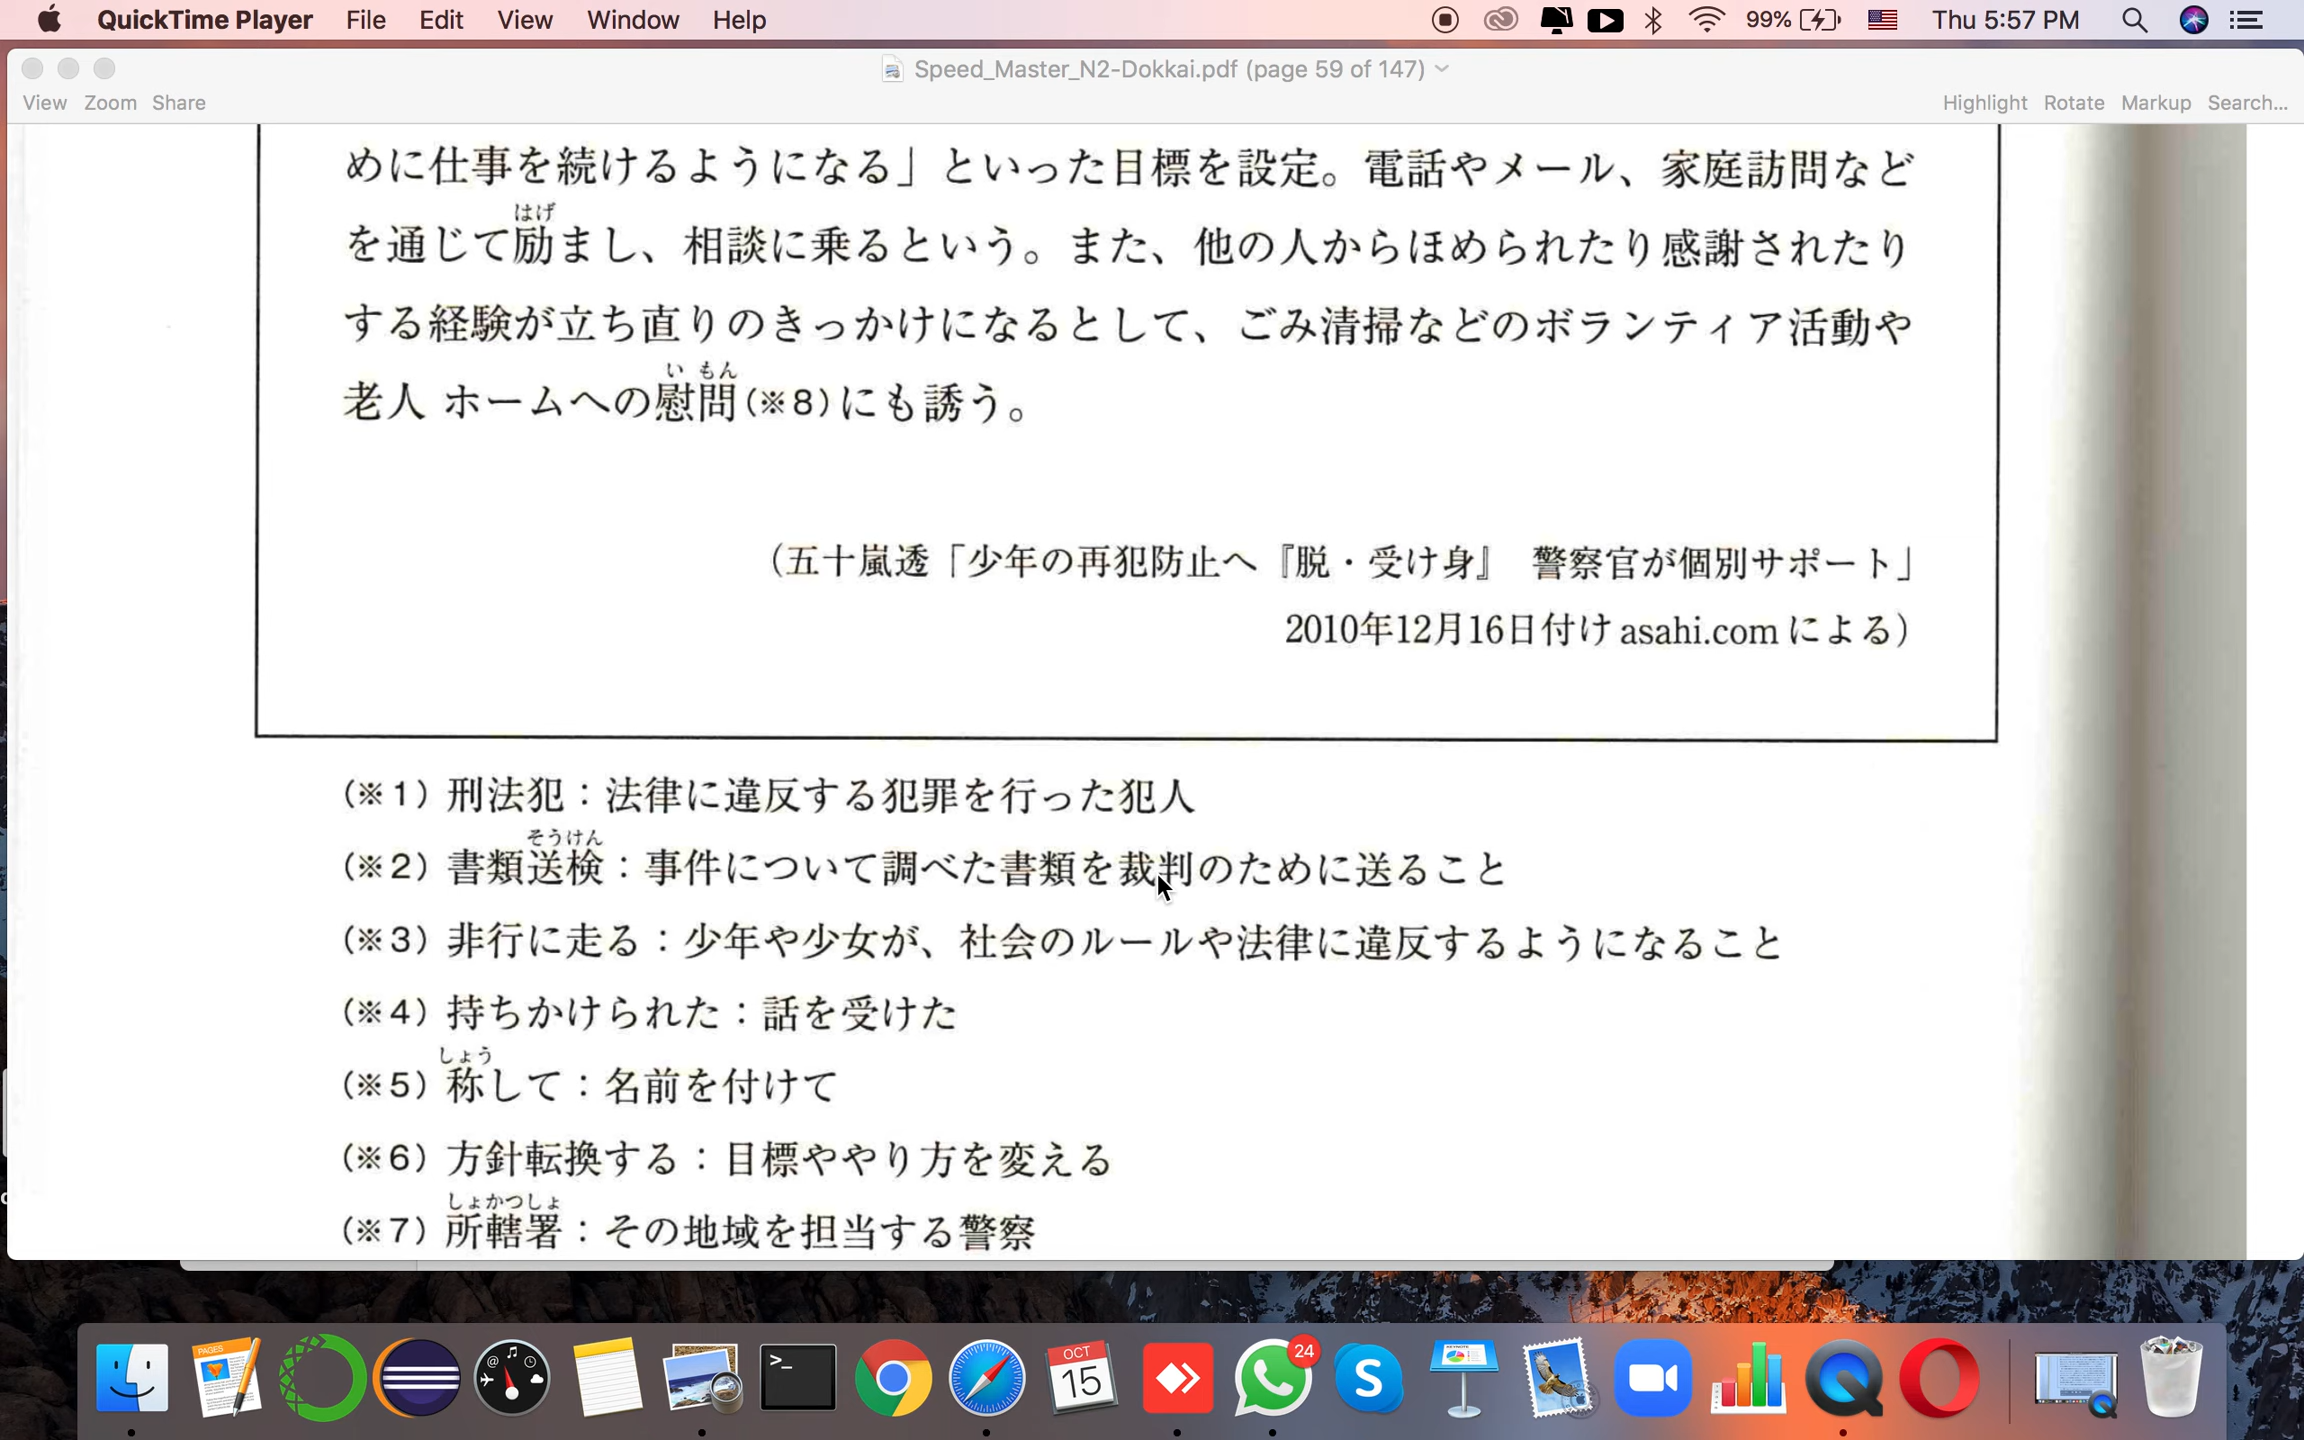 QuickTime Player File Edit View Window Help 99% Thu 5:57 PM
Speed_Master_N2-Dokkai.pdf (page 59 of 147)
View Zoom Share Highlight Rotate Markup Search...
めに仕事を続けるようになる」といった目標を設定。電話やメール、家庭訪問など
はげ
を通じて励まし、相談に乗るという。また、他の人からほめられたり感謝されたり
する経験が立ち直りのきっかけになるとして、ごみ清掃などのボランティア活動や
い もん
老人 ホームへの慰問(※8)にも誘う。
(五十嵐透「少年の再犯防止へ『脱・受け身』 警察官が個別サポート」
2010年12月16日付け asahi.com による)
(※1) 刑法犯：法律に違反する犯罪を行った犯人
そうけん
(※2) 書類送検：事件について調べた書類を裁判のために送ること
(※3) 非行に走る：少年や少女が、社会のルールや法律に違反するようになること
(※4) 持ちかけられた：話を受けた
しょう
(※5) 称して：名前を付けて
(※6) 方針転換する：目標ややり方を変える
しょかつしょ
(※7) 所轄署：その地域を担当する警察
PAGES
OCT
15
24
KEYNOTE